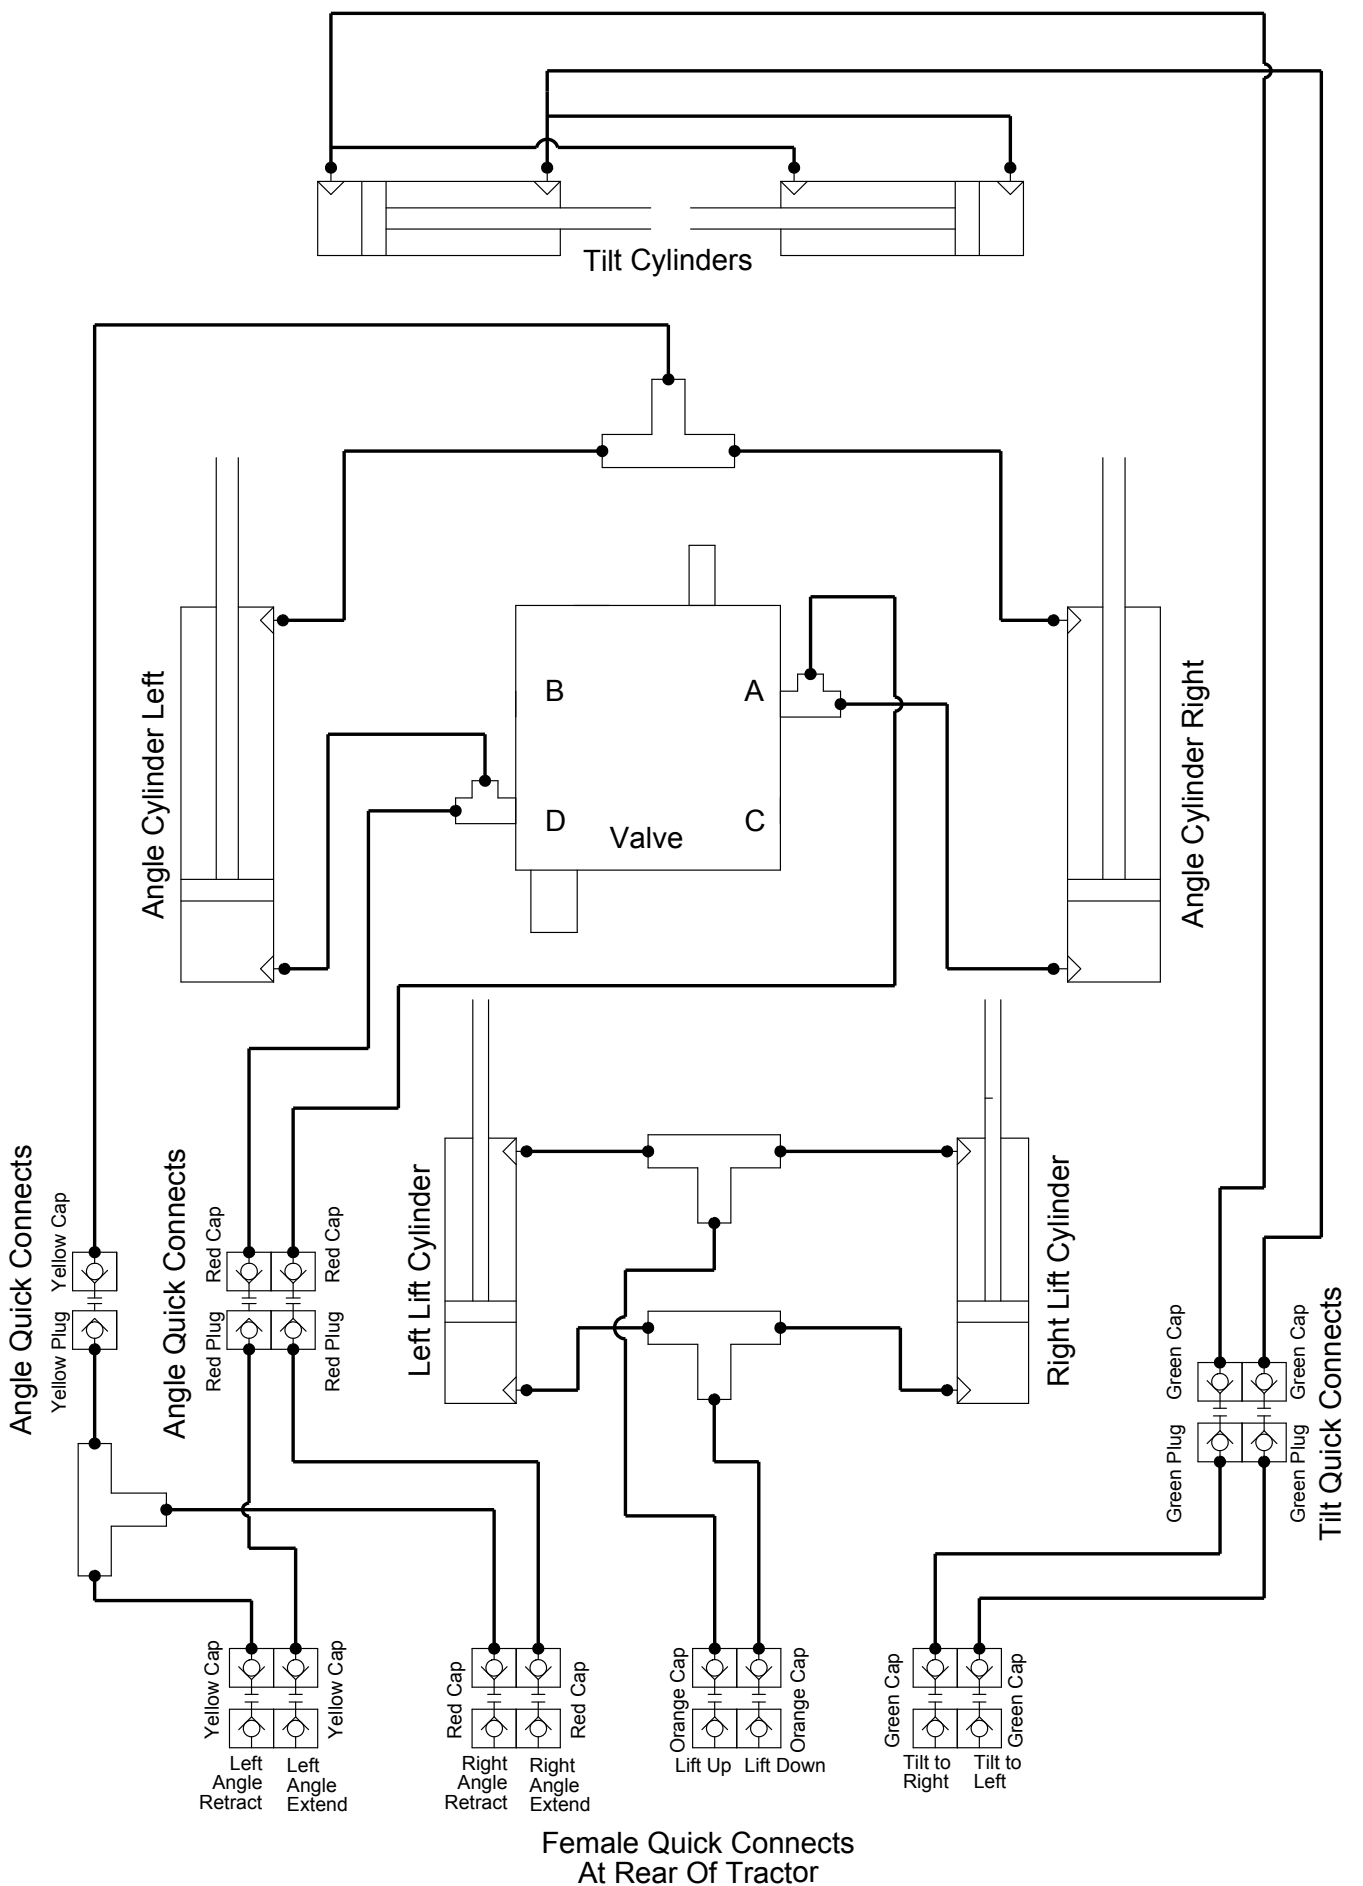 Tilt Cylinders
Angle Cylinder Left
B
A
D
C
Valve
Angle Cylinder Right
Angle Quick Connects
Yellow Cap
Yellow Plug
Angle Quick Connects
Red Cap
Red Plug
Red Cap
Red Plug
Left Lift Cylinder
Right Lift Cylinder
Green Cap
Green Plug
Green Cap
Green Plug
Tilt Quick Connects
Yellow Cap
Yellow Cap
Red Cap
Red Cap
Orange Cap
Orange Cap
Green Cap
Green Cap
Left
Angle
Retract
Left
Angle
Extend
Right
Angle
Retract
Right
Angle
Extend
Lift Up
Lift Down
Tilt to
Right
Tilt to
Left
Female Quick Connects
At Rear Of Tractor